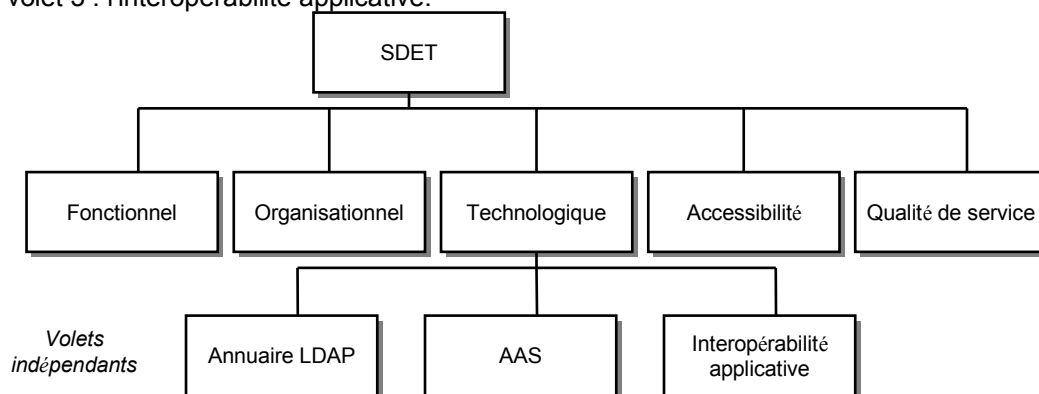 volet 3 : l'interopérabilité applicative.
SDET
Fonctionnel
Organisationnel
Technologique
Accessibilité
Qualité de service
Volets
indépendants
Annuaire LDAP
AAS
Interopérabilité
applicative